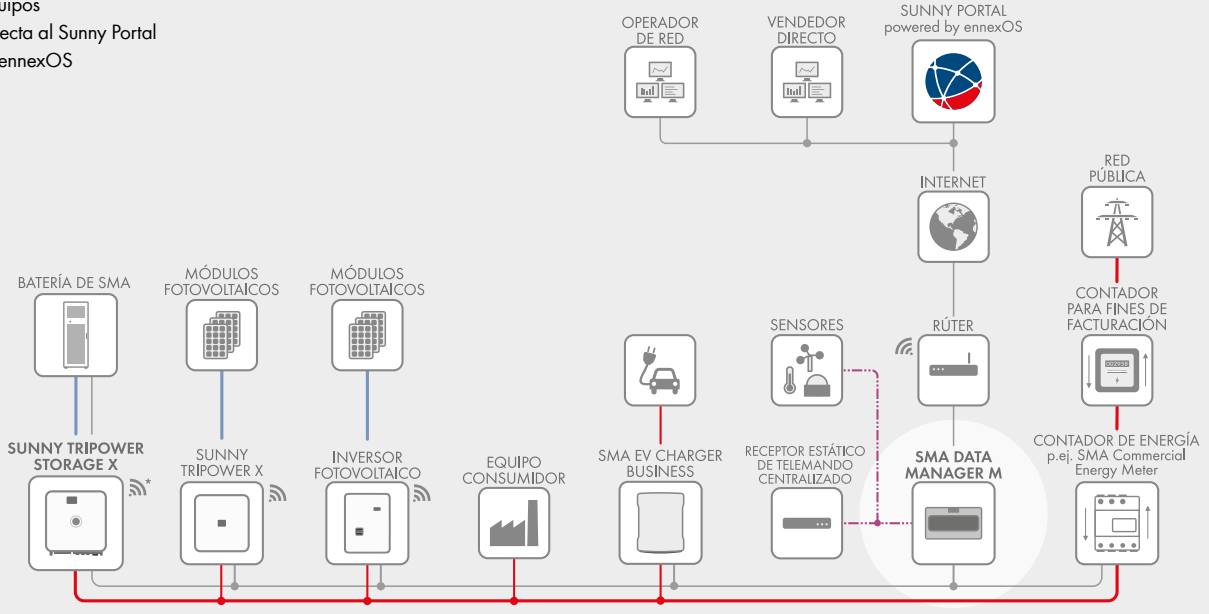 uipos
ecta al Sunny Portal
ennexOS
OPERADOR
DE RED
VENDEDOR
DIRECTO
SUNNY PORTAL
powered by ennexOS
INTERNET
RED
PÚBLICA
BATERÍA DE SMA
MÓDULOS
FOTOVOLTAICOS
MÓDULOS
FOTOVOLTAICOS
SENSORES
RÚTER
CONTADOR
PARA FINES DE
FACTURACIÓN
SUNNY TRIPOWER
STORAGE X
*
SUNNY
TRIPOWER X
INVERSOR
FOTOVOLTAICO
EQUIPO
CONSUMIDOR
SMA EV CHARGER
BUSINESS
RECEPTOR ESTÁTICO
DE TELEMANDO
CENTRALIZADO
SMA DATA
MANAGER M
CONTADOR DE ENERGÍA
p.ej. SMA Commercial
Energy Meter